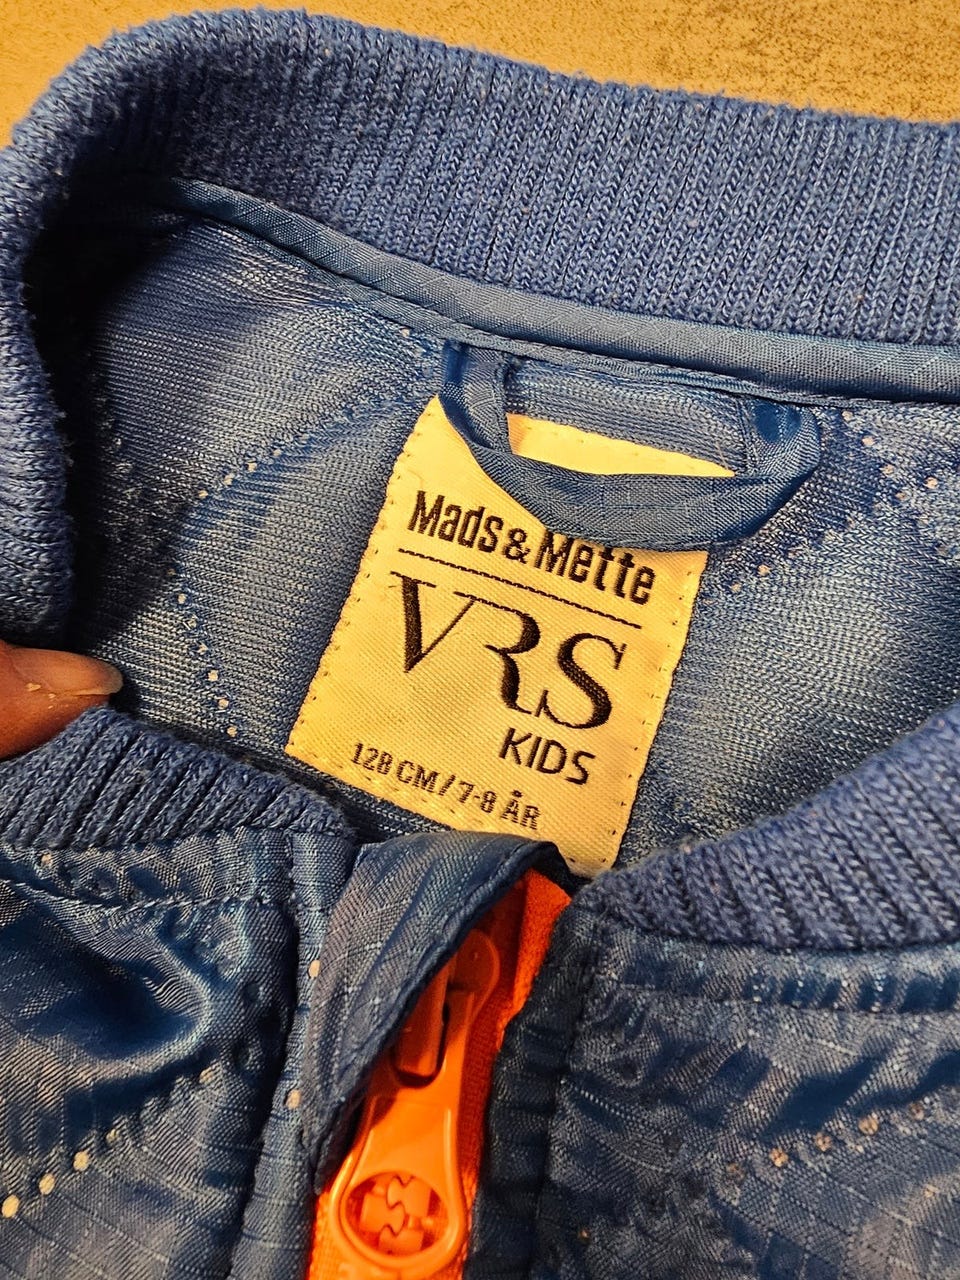 Mads & Mette
VRS
KIDS
128 CM/7-8 ÅR